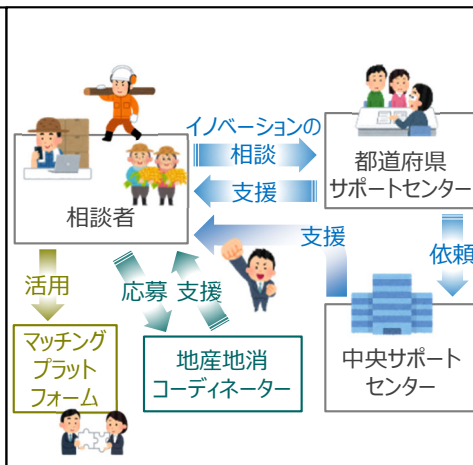 イノベーションの
相談
支援
相談者
都道府県
サポートセンター
支援
依頼
活用
応募
支援
マッチング
プラット
フォーム
地産地消
コーディネーター
中央サポート
センター